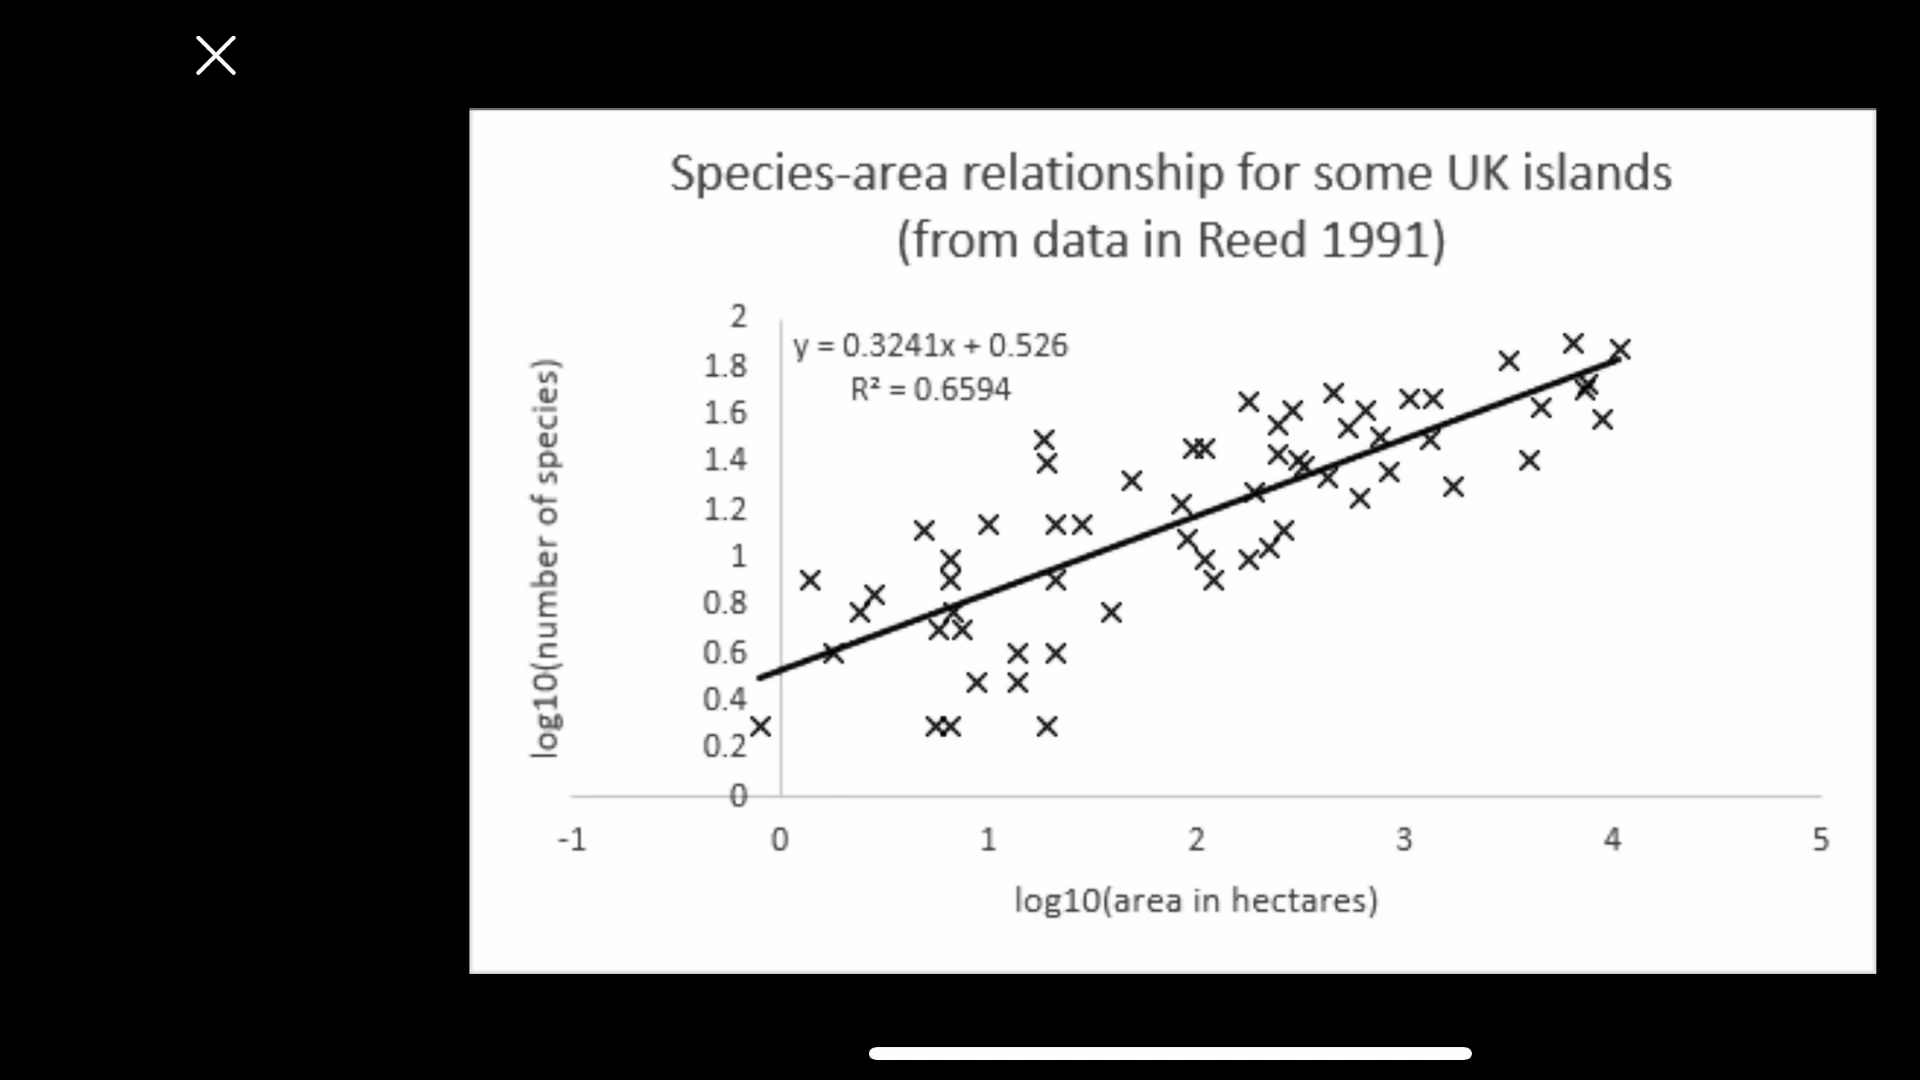 Species-area relationship for some UK islands
(from data in Reed 1991)
y = 0.3241x + 0.526
R² = 0.6594
log10(number of species)
2
1.8
1.6
1.4
1.2
1
0.8
0.6
0.4
0.2
0
-1 0 1 2 3 4 5
log10(area in hectares)